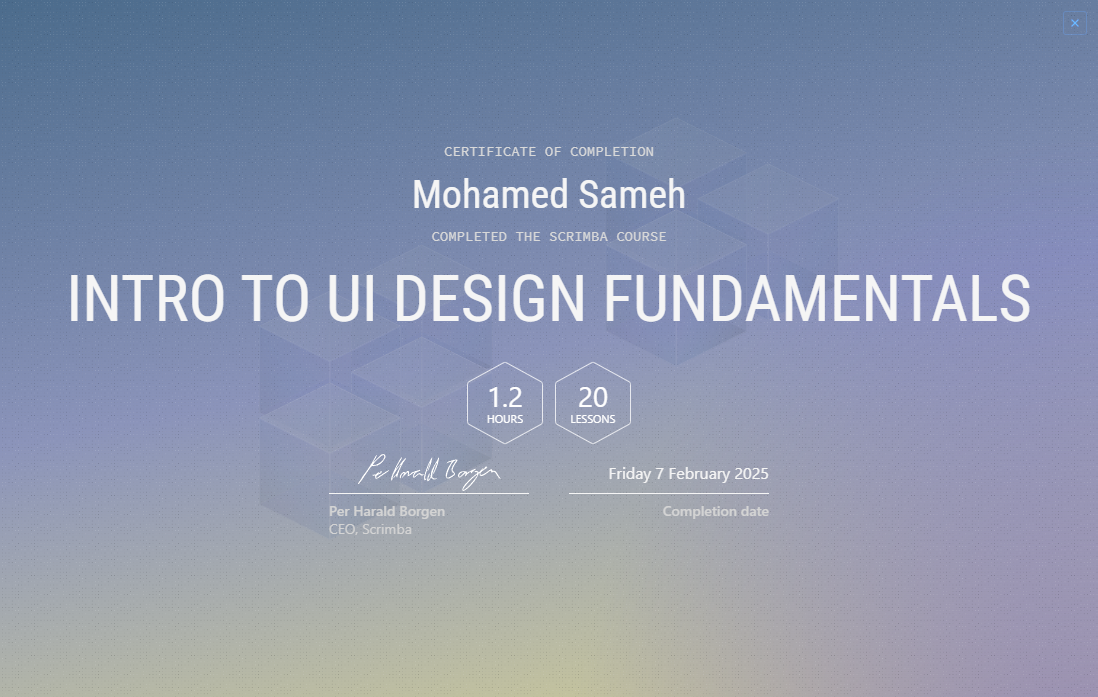 CERTIFICATE OF COMPLETION
Mohamed Sameh
COMPLETED THE SCRIMBA COURSE
INTRO TO UI DESIGN FUNDAMENTALS
1.2
HOURS
20
LESSONS
Per Harald Borgen
Friday 7 February 2025
Per Harald Borgen
CEO, Scrimba
Completion date